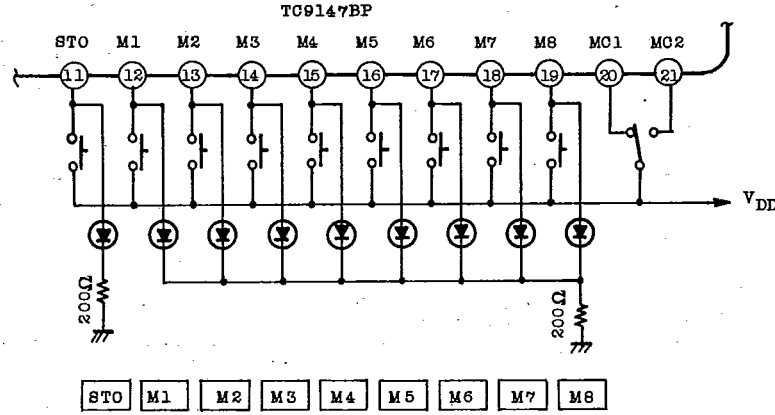 TC9147BP
STO M1 M2 M3 M4 M5 M6 M7 M8 MC1 MC2
11 12 13 14 15 16 17 18 19 20 21
VDD
200Ω 200Ω
STO M1 M2 M3 M4 M5 M6 M7 M8